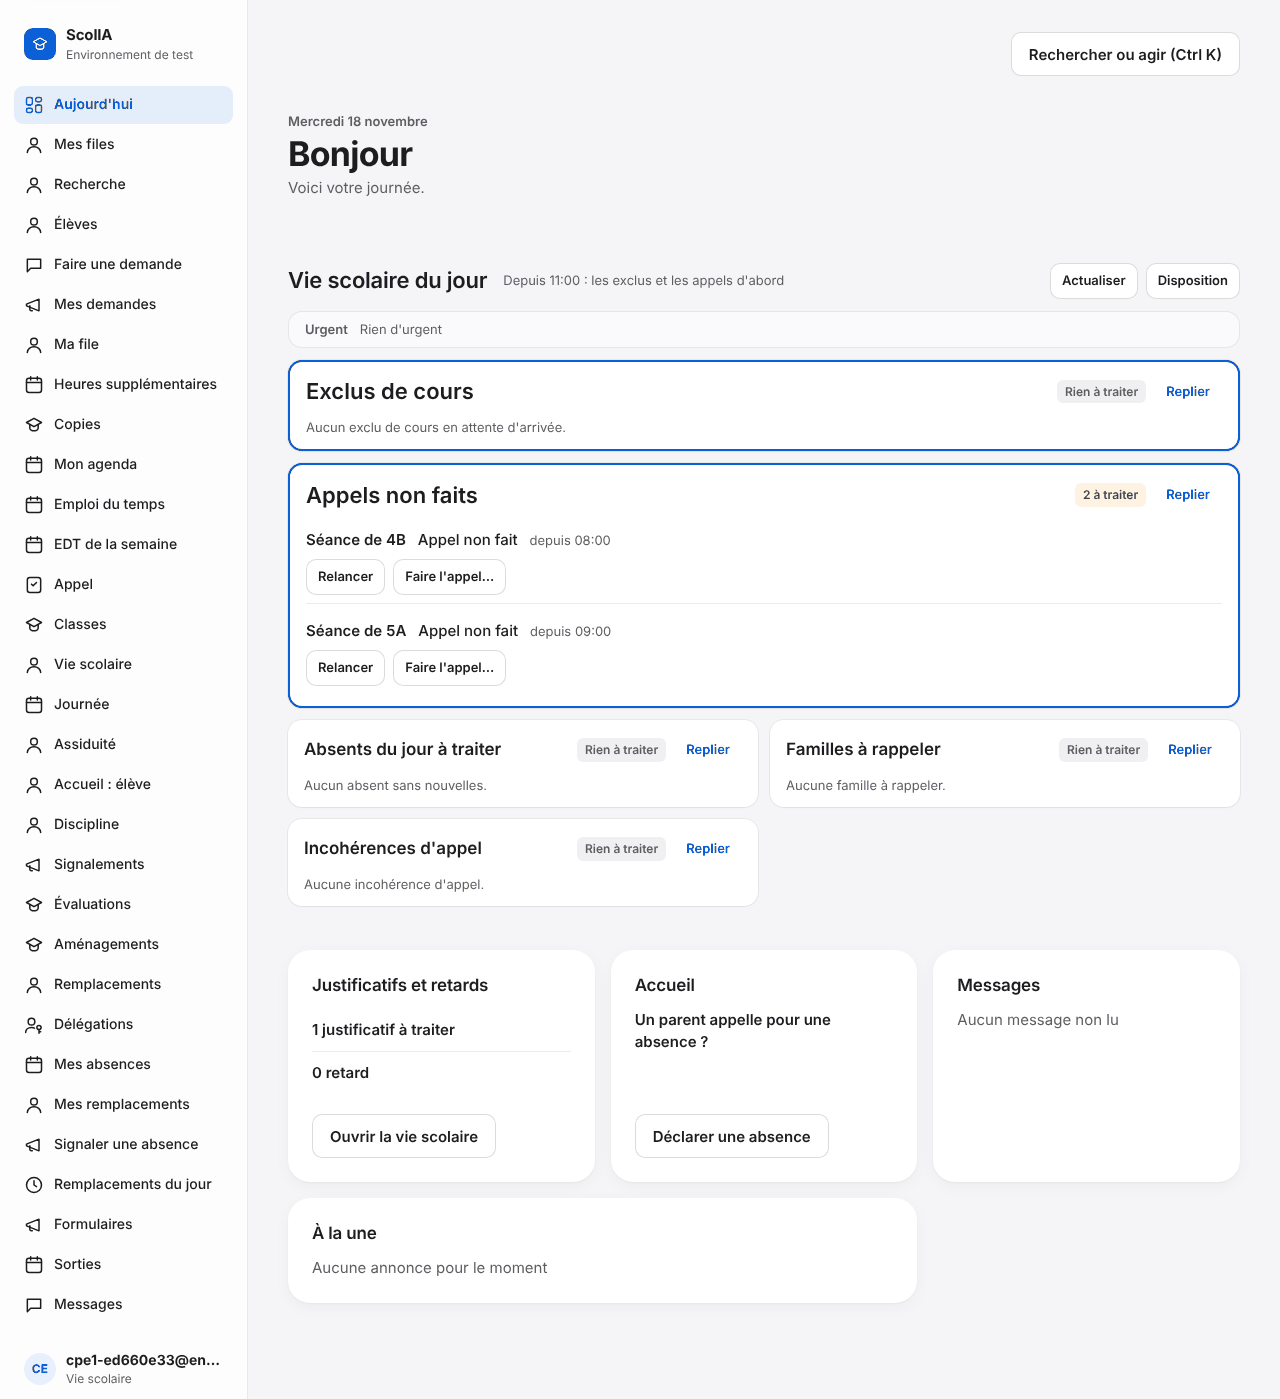 ScolIA
Environnement de test
Aujourd'hui
Mes files
Recherche
Élèves
Faire une demande
Mes demandes
Ma file
Heures supplémentaires
Copies
Mon agenda
Emploi du temps
EDT de la semaine
Appel
Classes
Vie scolaire
Journée
Assiduité
Accueil : élève
Discipline
Signalements
Évaluations
Aménagements
Remplacements
Délégations
Mes absences
Mes remplacements
Signaler une absence
Remplacements du jour
Formulaires
Sorties
Messages
CE
cpe1-ed660e33@en...
Vie scolaire
Rechercher ou agir (Ctrl K)
Mercredi 18 novembre
Bonjour
Voici votre journée.
Vie scolaire du jour Depuis 11:00 : les exclus et les appels d'abord Actualiser Disposition
Urgent Rien d'urgent
Exclus de cours Rien à traiter Replier
Aucun exclu de cours en attente d'arrivée.
Appels non faits 2 à traiter Replier
Séance de 4B Appel non fait depuis 08:00
Relancer Faire l'appel...
Séance de 5A Appel non fait depuis 09:00
Relancer Faire l'appel...
Absents du jour à traiter Rien à traiter Replier
Aucun absent sans nouvelles.
Familles à rappeler Rien à traiter Replier
Aucune famille à rappeler.
Incohérences d'appel Rien à traiter Replier
Aucune incohérence d'appel.
Justificatifs et retards
1 justificatif à traiter
0 retard
Ouvrir la vie scolaire
Accueil
Un parent appelle pour une
absence ?
Déclarer une absence
Messages
Aucun message non lu
À la une
Aucune annonce pour le moment